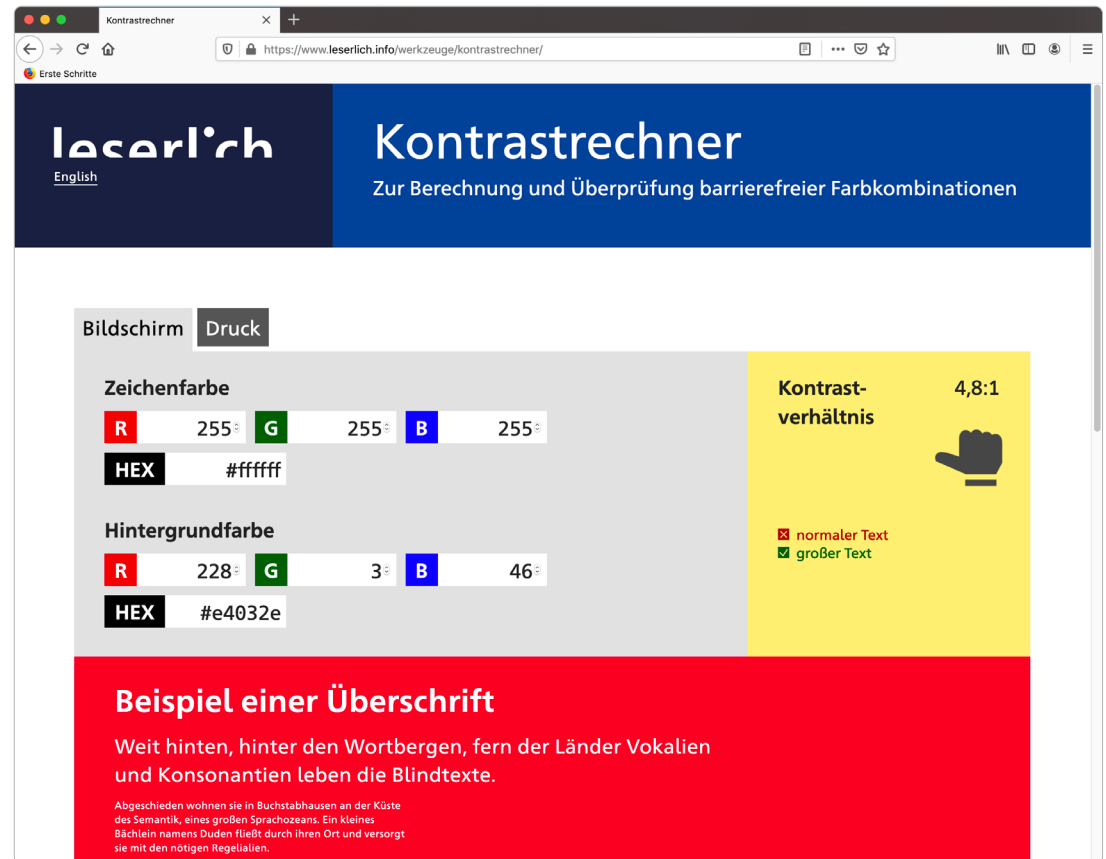 Kontrastrechner
https://www.leserlich.info/werkzeuge/kontrastrechner/
Erste Schritte
leserlich
English
Kontrastrechner
Zur Berechnung und Überprüfung barrierefreier Farbkombinationen
Bildschirm Druck
Zeichenfarbe
R 255 G 255 B 255
HEX #ffffff
Hintergrundfarbe
R 228 G 3 B 46
HEX #e4032e
Kontrast- 4,8:1
verhältnis
normaler Text
großer Text
Beispiel einer Überschrift
Weit hinten, hinter den Wortbergen, fern der Länder Vokalien
und Konsonantien leben die Blindtexte.
Abgeschieden wohnen sie in Buchstabhausen an der Küste
des Semantik, eines großen Sprachozeans. Ein kleines
Bächlein namens Duden fließt durch ihren Ort und versorgt
sie mit den nötigen Regelialien.